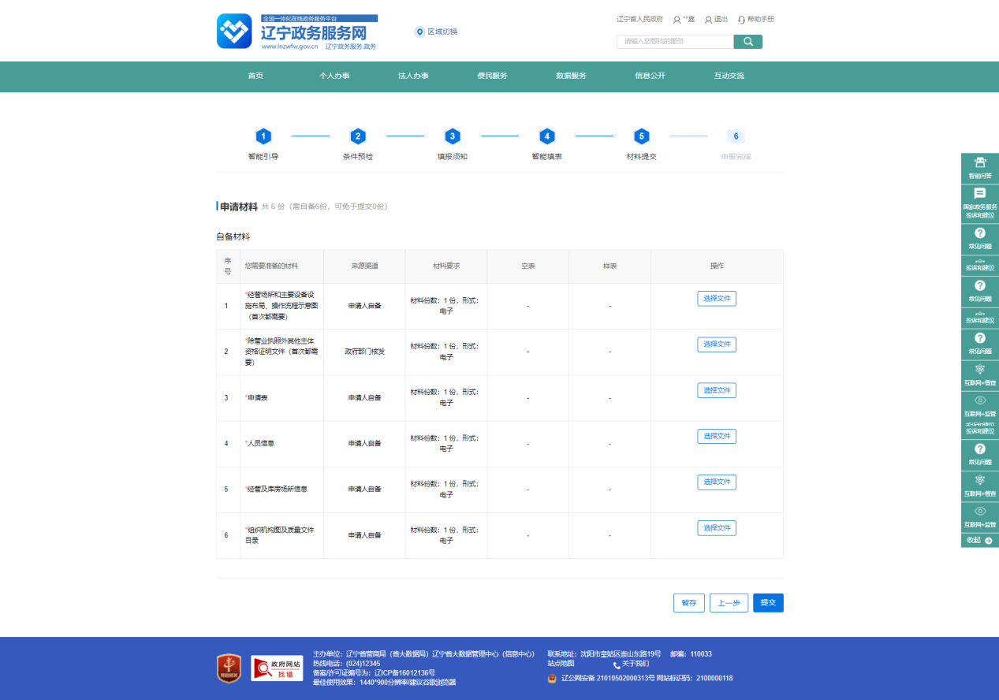 全国一体化在线政务服务平台
辽宁政务服务网
www.lnzwfw.gov.cn 辽宁政务服务.政务
区域切换
辽宁省人民政府 **嘉 退出 帮助手册
请输入您想找的服务
首页 个人办事 法人办事 便民服务 数据服务 信息公开 互动交流
1 2 3 4 5 6
智能引导 条件预检 填报须知 智能填表 材料提交 申报完成
申请材料 共 6 份（需自备6份，可免于提交0份）
自备材料
序号 您需要准备的材料 来源渠道 材料要求 空表 样表 操作
1 *经营场所和主要设备设施布局、操作流程示意图（首次都需要） 申请人自备 材料份数：1 份，形式：电子 - - 选择文件
2 *除营业执照外其他主体资格证明文件（首次都需要） 政府部门核发 材料份数：1 份，形式：电子 - - 选择文件
3 *申请表 申请人自备 材料份数：1 份，形式：电子 - - 选择文件
4 *人员信息 申请人自备 材料份数：1 份，形式：电子 - - 选择文件
5 *经营及库房场所信息 申请人自备 材料份数：1 份，形式：电子 - - 选择文件
6 *组织机构图及质量文件目录 申请人自备 材料份数：1 份，形式：电子 - - 选择文件
暂存 上一步 提交
智能问答
国家政务服务
投诉和建议
常见问题
投诉和建议
常见问题
投诉和建议
常见问题
互联网+督查
互联网+监管
投诉和建议
常见问题
互联网+督查
互联网+监管
收起
党政机关
政府网站
找错
主办单位：辽宁省营商局（省大数据局）辽宁省大数据管理中心（信息中心）
热线电话：(024)12345
备案/许可证编号为：辽ICP备16012136号
最佳使用效果：1440*900分辨率/建议谷歌浏览器
联系地址：沈阳市皇姑区崇山东路19号 邮编：110033
站点地图 关于我们
辽公网安备 21010502000313号 网站标识码：2100000118